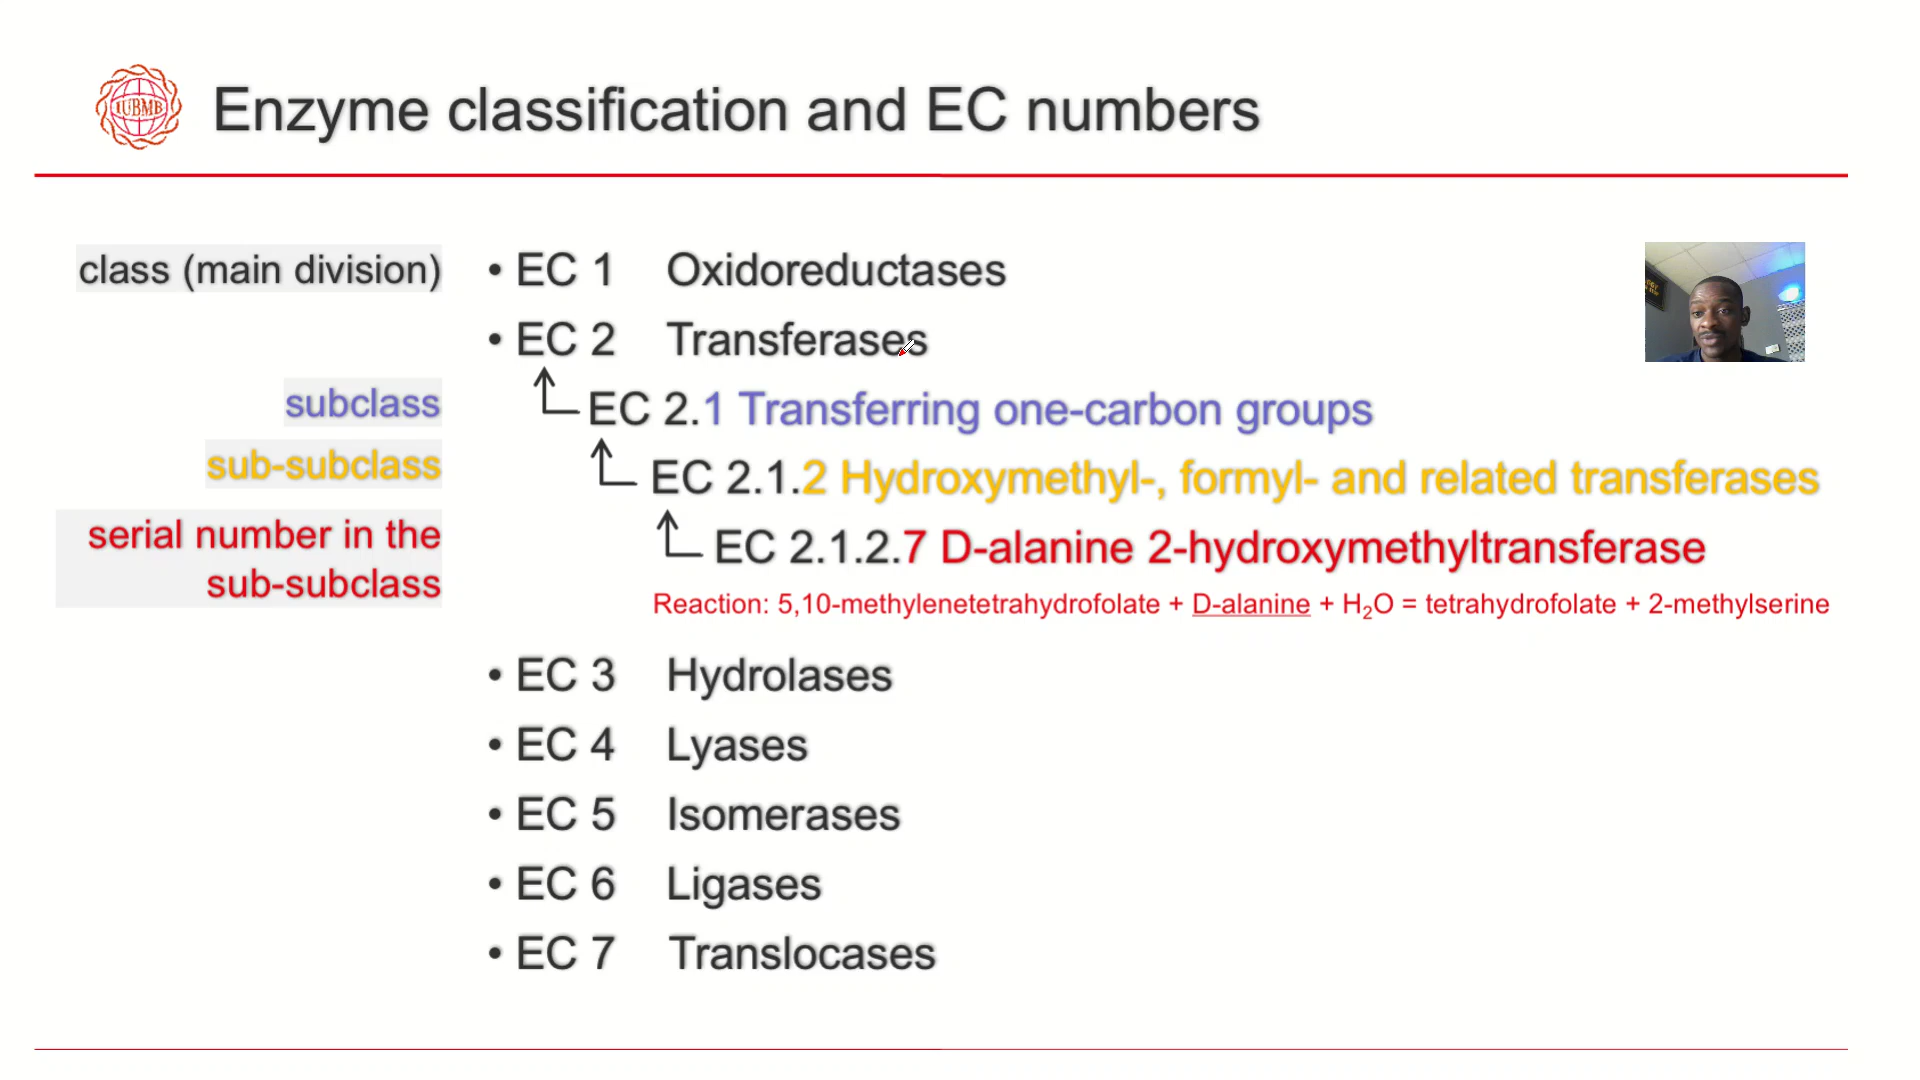 IUBMB
Enzyme classification and EC numbers
class (main division)
• EC 1 Oxidoreductases
• EC 2 Transferases
subclass
EC 2.1 Transferring one-carbon groups
sub-subclass
EC 2.1.2 Hydroxymethyl-, formyl- and related transferases
serial number in the
sub-subclass
EC 2.1.2.7 D-alanine 2-hydroxymethyltransferase
Reaction: 5,10-methylenetetrahydrofolate + D-alanine + H₂O = tetrahydrofolate + 2-methylserine
• EC 3 Hydrolases
• EC 4 Lyases
• EC 5 Isomerases
• EC 6 Ligases
• EC 7 Translocases